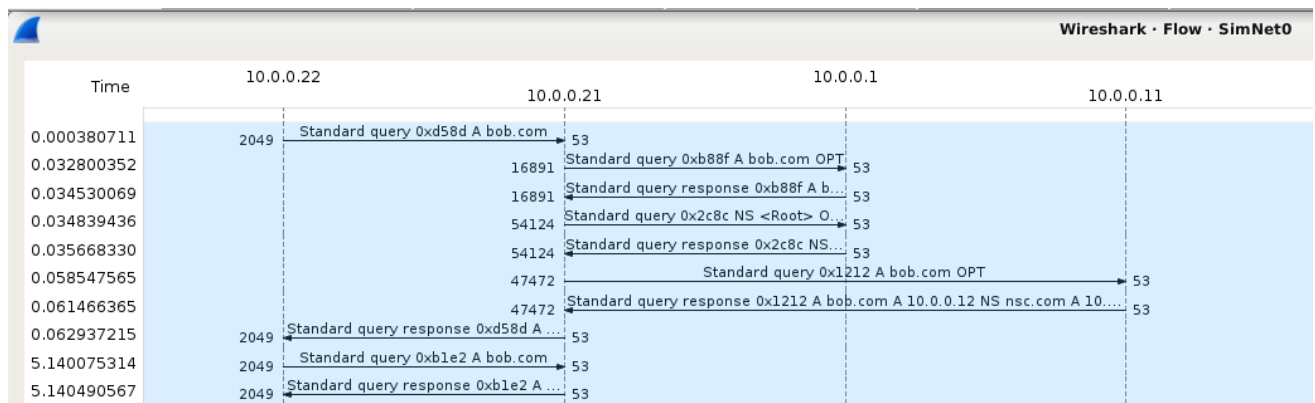 Wireshark · Flow · SimNet0
Time 10.0.0.22 10.0.0.21 10.0.0.1 10.0.0.11
0.000380711 2049 Standard query 0xd58d A bob.com 53
0.032800352 16891 Standard query 0xb88f A bob.com OPT 53
0.034530069 16891 Standard query response 0xb88f A b... 53
0.034839436 54124 Standard query 0x2c8c NS <Root> O... 53
0.035668330 54124 Standard query response 0x2c8c NS... 53
0.058547565 47472 Standard query 0x1212 A bob.com OPT 53
0.061466365 47472 Standard query response 0x1212 A bob.com A 10.0.0.12 NS nsc.com A 10.... 53
0.062937215 2049 Standard query response 0xd58d A ... 53
5.140075314 2049 Standard query 0xb1e2 A bob.com 53
5.140490567 2049 Standard query response 0xb1e2 A ... 53